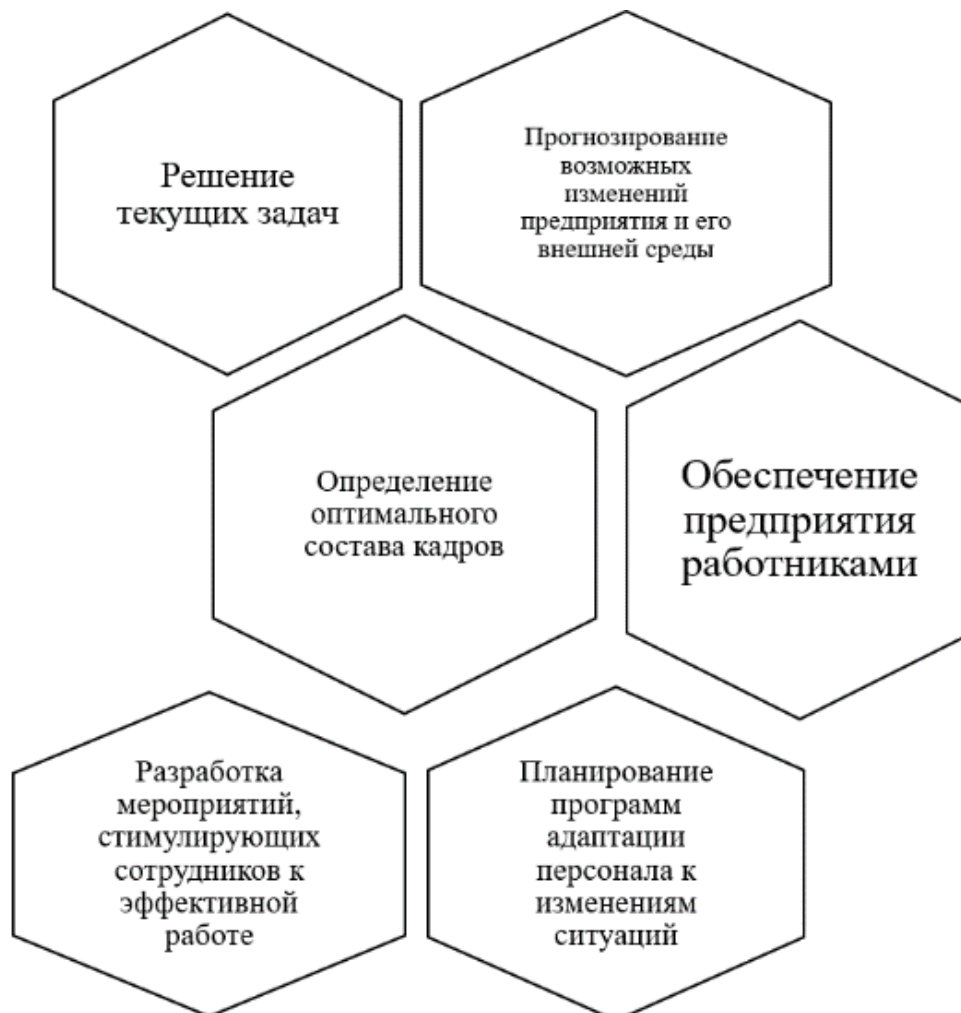 Решение
текущих задач
Прогнозирование
возможных
изменений
предприятия и его
внешней среды
Определение
оптимального
состава кадров
Обеспечение
предприятия
работниками
Разработка
мероприятий,
стимулирующих
сотрудников к
эффективной
работе
Планирование
программ
адаптации
персонала к
изменениям
ситуаций